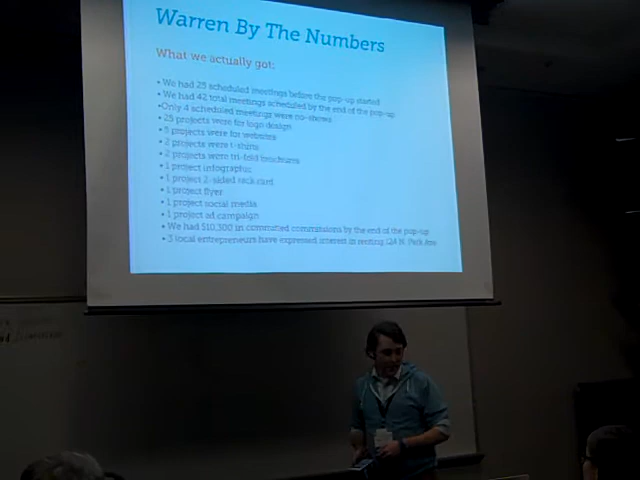 Warren By The Numbers
What we actually got:
• We had 25 scheduled meetings before the pop-up started
• We had 42 total meetings scheduled by the end of the pop-up
• Only 4 scheduled meetings were no-shows
• 25 projects were for logo design
• 5 projects were for websites
• 2 projects were t-shirts
• 2 projects were tri-fold brochures
• 1 project infographic
• 1 project 2-sided rack card
• 1 project flyer
• 1 project social media
• 1 project ad campaign
• We had $10,300 in committed commissions by the end of the pop-up
• 3 local entrepreneurs have expressed interest in renting 124 N. Park Ave